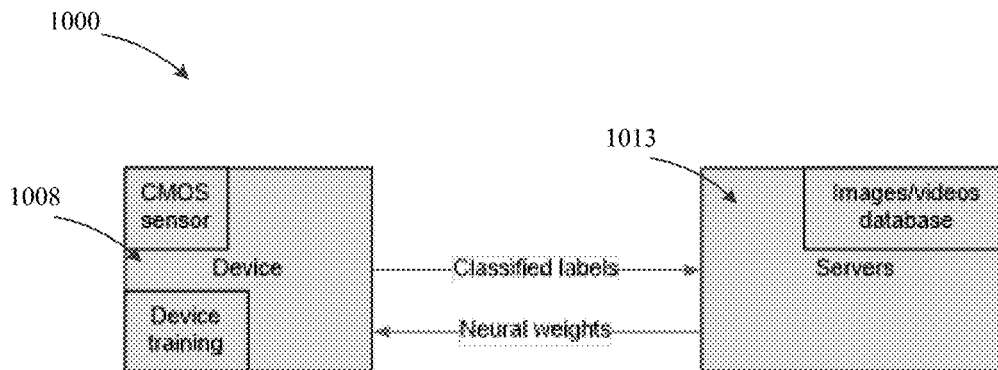 1000
1013
1008
CMOS
sensor
Device
Device
training
Classified labels
Neural weights
Images/videos
database
Servers